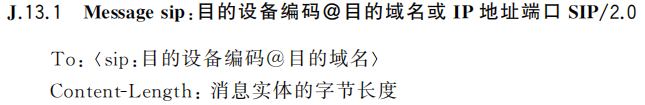 J.13.1 Message sip:目的设备编码@目的域名或 IP 地址端口 SIP/2.0
To:〈sip:目的设备编码@目的域名〉
Content-Length:消息实体的字节长度